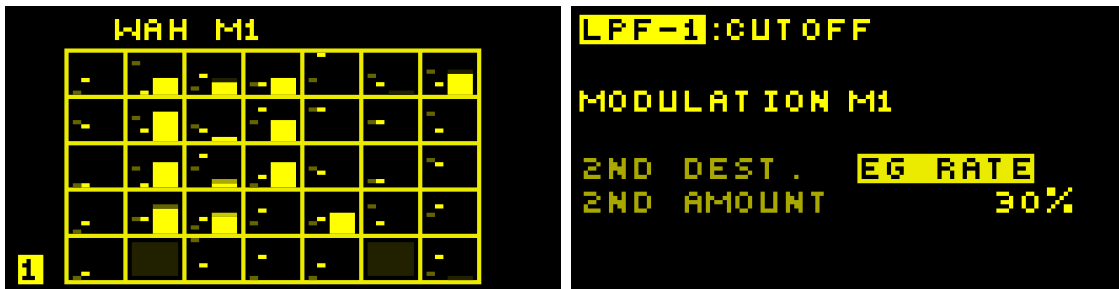 WAH M1
1
LPF-1:CUTOFF
MODULATION M1
2ND DEST. EG RATE
2ND AMOUNT 30%